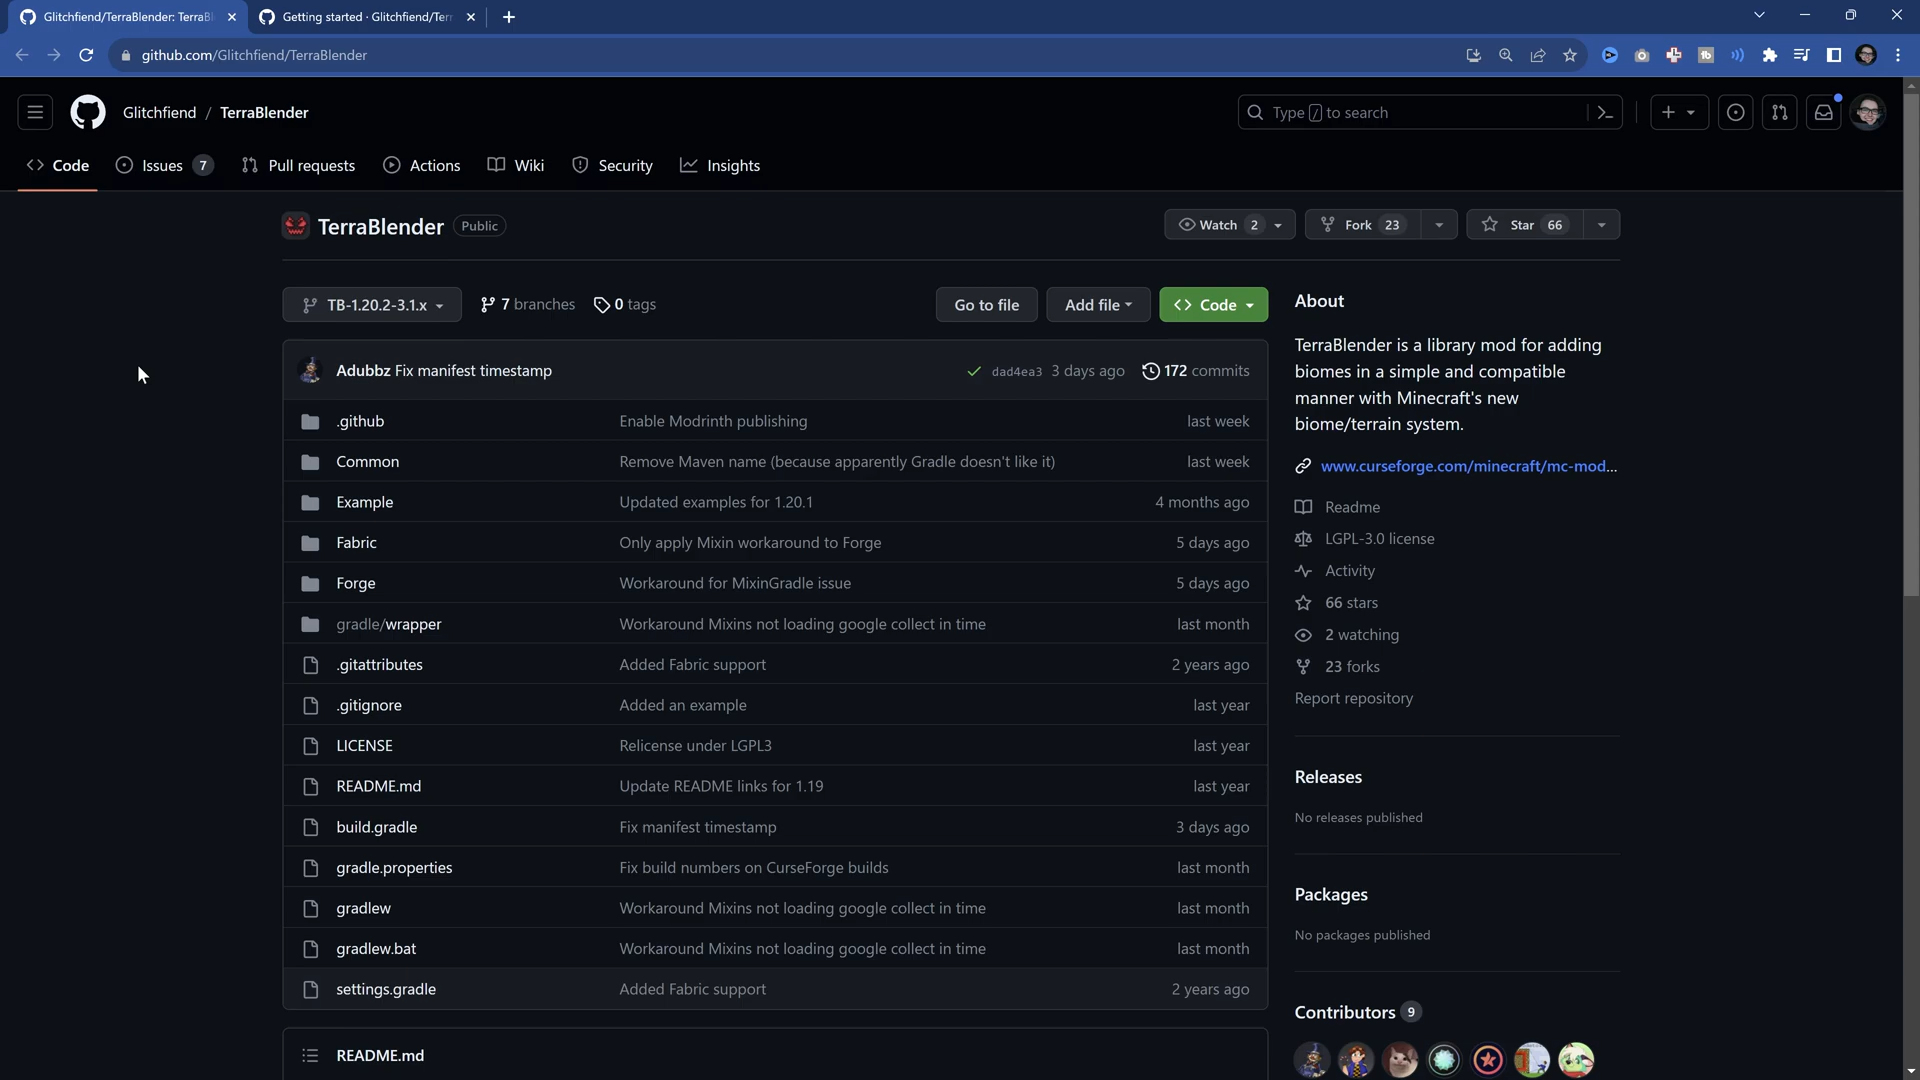 Glitchfiend/TerraBlender: TerraBl
Getting started · Glitchfiend/Terr
github.com/Glitchfiend/TerraBlender
Glitchfiend / TerraBlender
Type / to search
Code
Issues 7
Pull requests
Actions
Wiki
Security
Insights
TerraBlender Public
Watch 2
Fork 23
Star 66
TB-1.20.2-3.1.x
7 branches
0 tags
Go to file
Add file
Code
Adubbz Fix manifest timestamp dad4ea3 3 days ago 172 commits
.github Enable Modrinth publishing last week
Common Remove Maven name (because apparently Gradle doesn't like it) last week
Example Updated examples for 1.20.1 4 months ago
Fabric Only apply Mixin workaround to Forge 5 days ago
Forge Workaround for MixinGradle issue 5 days ago
gradle/wrapper Workaround Mixins not loading google collect in time last month
.gitattributes Added Fabric support 2 years ago
.gitignore Added an example last year
LICENSE Relicense under LGPL3 last year
README.md Update README links for 1.19 last year
build.gradle Fix manifest timestamp 3 days ago
gradle.properties Fix build numbers on CurseForge builds last month
gradlew Workaround Mixins not loading google collect in time last month
gradlew.bat Workaround Mixins not loading google collect in time last month
settings.gradle Added Fabric support 2 years ago
README.md
About
TerraBlender is a library mod for adding
biomes in a simple and compatible
manner with Minecraft's new
biome/terrain system.
www.curseforge.com/minecraft/mc-mod...
Readme
LGPL-3.0 license
Activity
66 stars
2 watching
23 forks
Report repository
Releases
No releases published
Packages
No packages published
Contributors 9